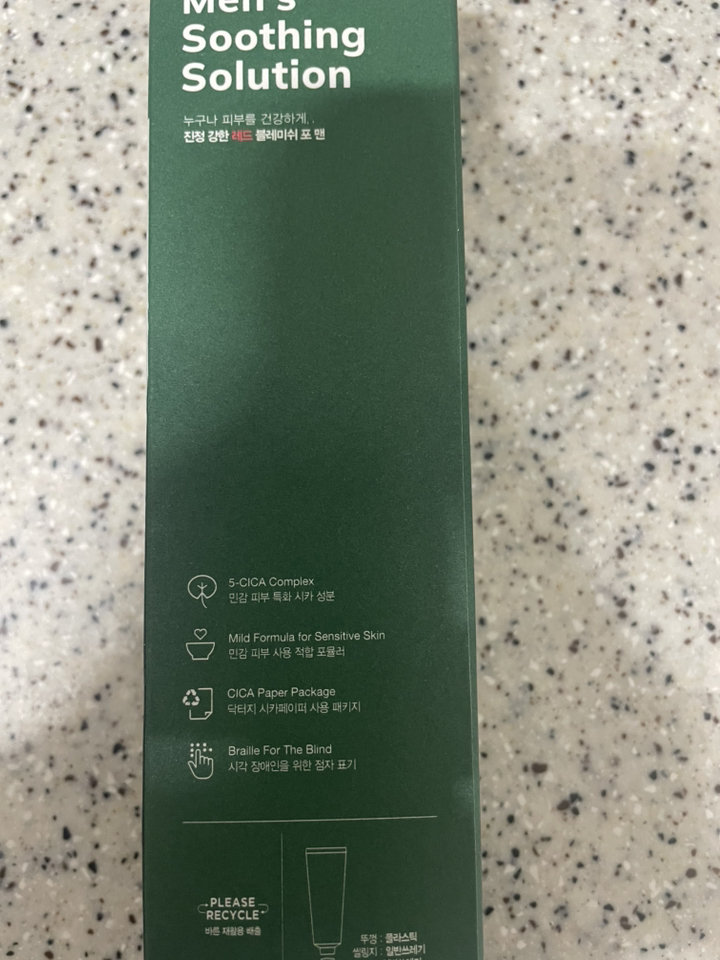 Men's
Soothing
Solution
누구나 피부를 건강하게..
진정 강한 레드 블레미쉬 포 맨
5-CICA Complex
민감 피부 특화 시카 성분
Mild Formula for Sensitive Skin
민감 피부 사용 적합 포뮬러
CICA Paper Package
닥터지 시카페이퍼 사용 패키지
Braille For The Blind
시각 장애인을 위한 점자 표기
PLEASE
RECYCLE
바른 재활용 배출
뚜껑 : 플라스틱
씰링지 : 일반쓰레기